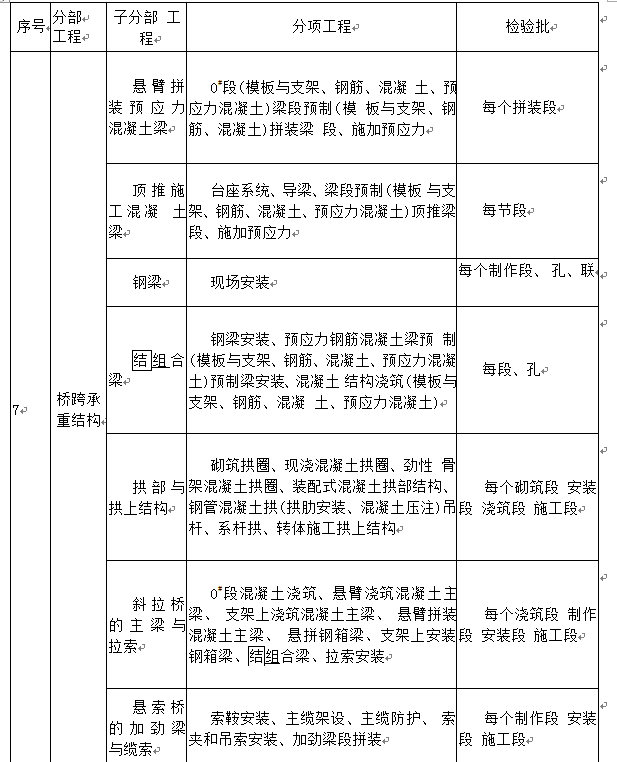 序号
分部
工程
子分部 工
程
分项工程
检验批
7
桥跨承
重结构
悬臂拼
装预应力
混凝土梁
0#段(模板与支架、钢筋、混凝 土、预
应力混凝土)梁段预制(模 板与支架、钢
筋、混凝土)拼装梁 段、施加预应力
每个拼装段
顶推施
工混凝 土
梁
台座系统、导梁、梁段预制(模板 与支
架、钢筋、混凝土、预应力混凝土)顶推梁
段、施加预应力
每节段
钢梁
现场安装
每个制作段、孔、联
结组合
梁
钢梁安装、预应力钢筋混凝土梁预 制
(模板与支架、钢筋、混凝土、预应力混凝
土)预制梁安装、混凝土 结构浇筑(模板与
支架、钢筋、混凝 土、预应力混凝土)
每段、孔
拱部与
拱上结构
砌筑拱圈、现浇混凝土拱圈、劲性 骨
架混凝土拱圈、装配式混凝土拱部结构、
钢管混凝土拱(拱肋安装、混凝土压注)吊
杆、系杆拱、转体施工拱上结构
每个砌筑段 安装
段 浇筑段 施工段
斜拉桥
的主梁与
拉索
0#段混凝土浇筑、悬臂浇筑混凝土主
梁、 支架上浇筑混凝土主梁、 悬臂拼装
混凝土主梁、 悬拼钢箱梁、支架上安装
钢箱梁、结组合梁、拉索安装
每个浇筑段 制作
段 安装段 施工段
悬索桥
的加劲梁
与缆索
索鞍安装、主缆架设、主缆防护、 索
夹和吊索安装、加劲梁段拼装
每个制作段 安装
段 施工段